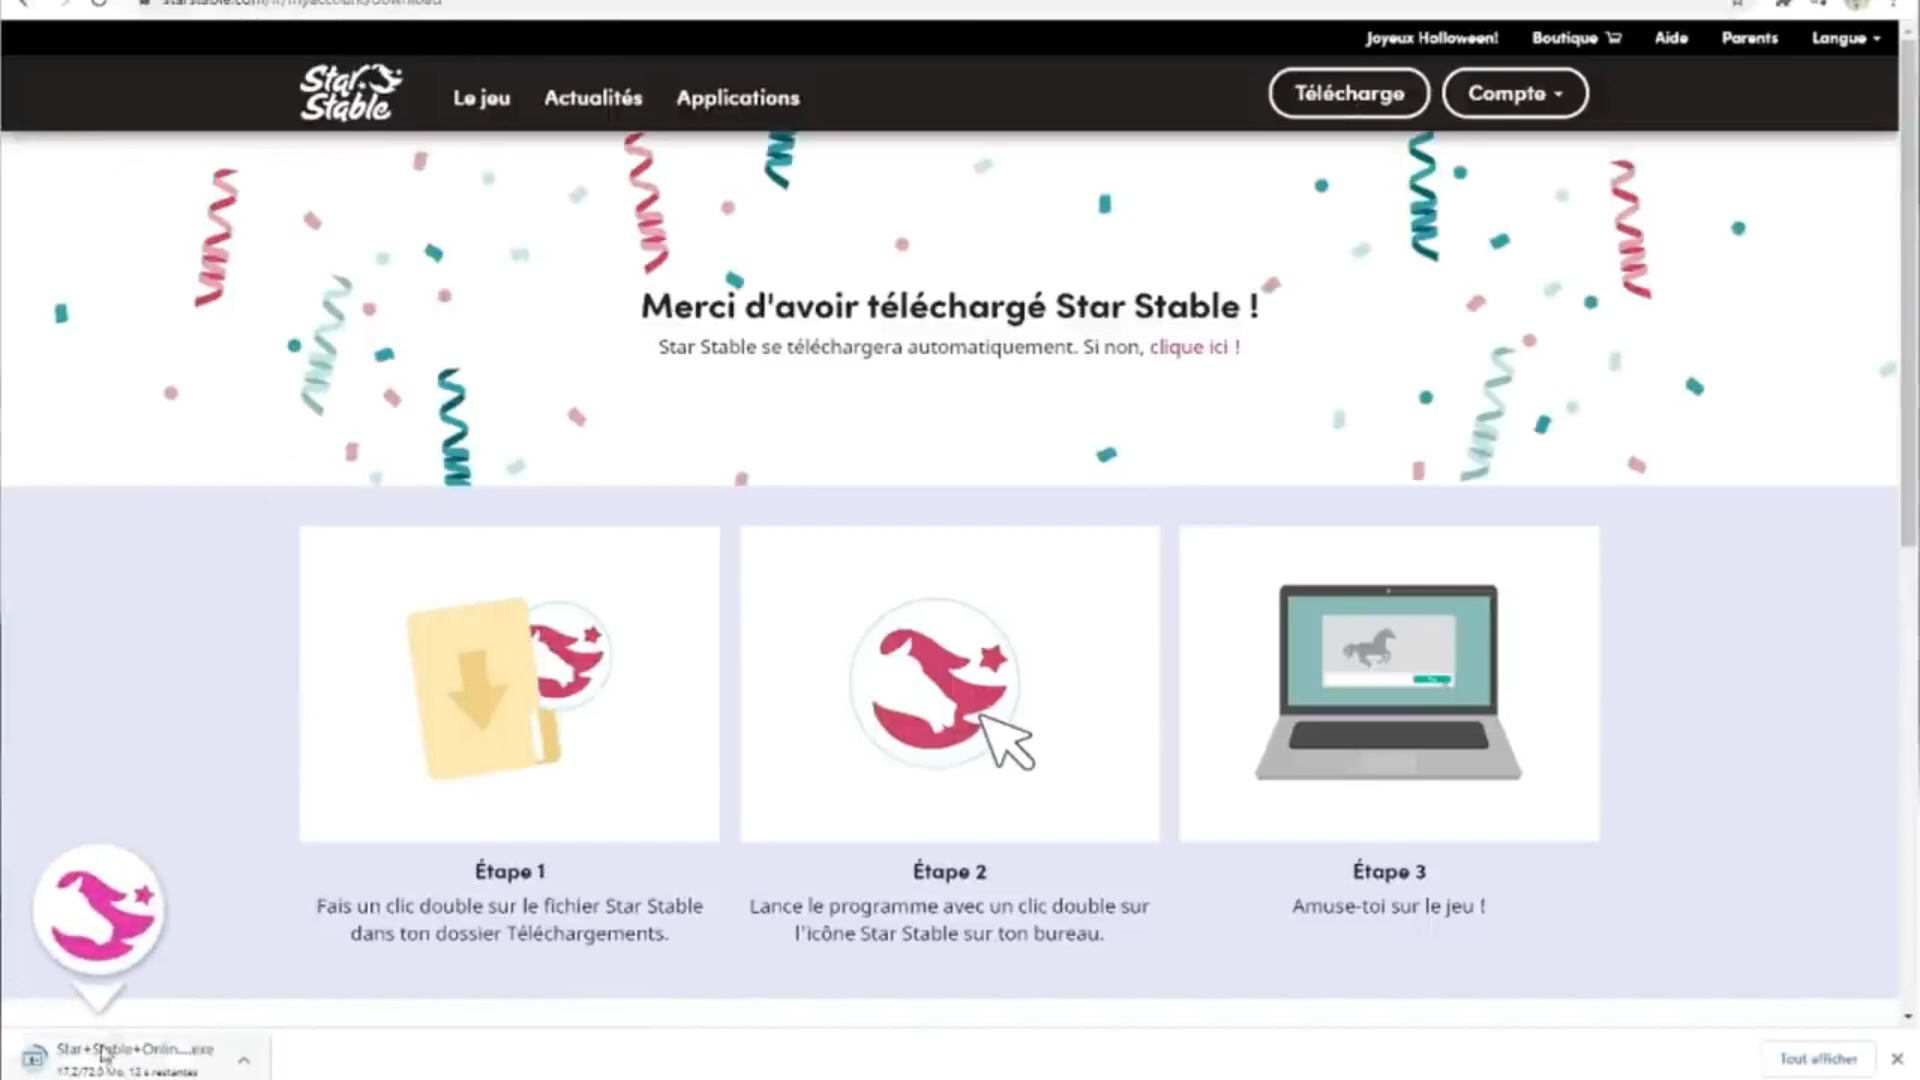 Joyeux Holloween! Boutique Aide Parents Langue
Star Stable
Le jeu Actualités Applications Télécharge Compte
Merci d'avoir téléchargé Star Stable !
Star Stable se téléchargera automatiquement. Si non, clique ici !
Étape 1
Fais un clic double sur le fichier Star Stable
dans ton dossier Téléchargements.
Étape 2
Lance le programme avec un clic double sur
l'icône Star Stable sur ton bureau.
Étape 3
Amuse-toi sur le jeu !
Star+Stable+Onlin....exe
Tout afficher